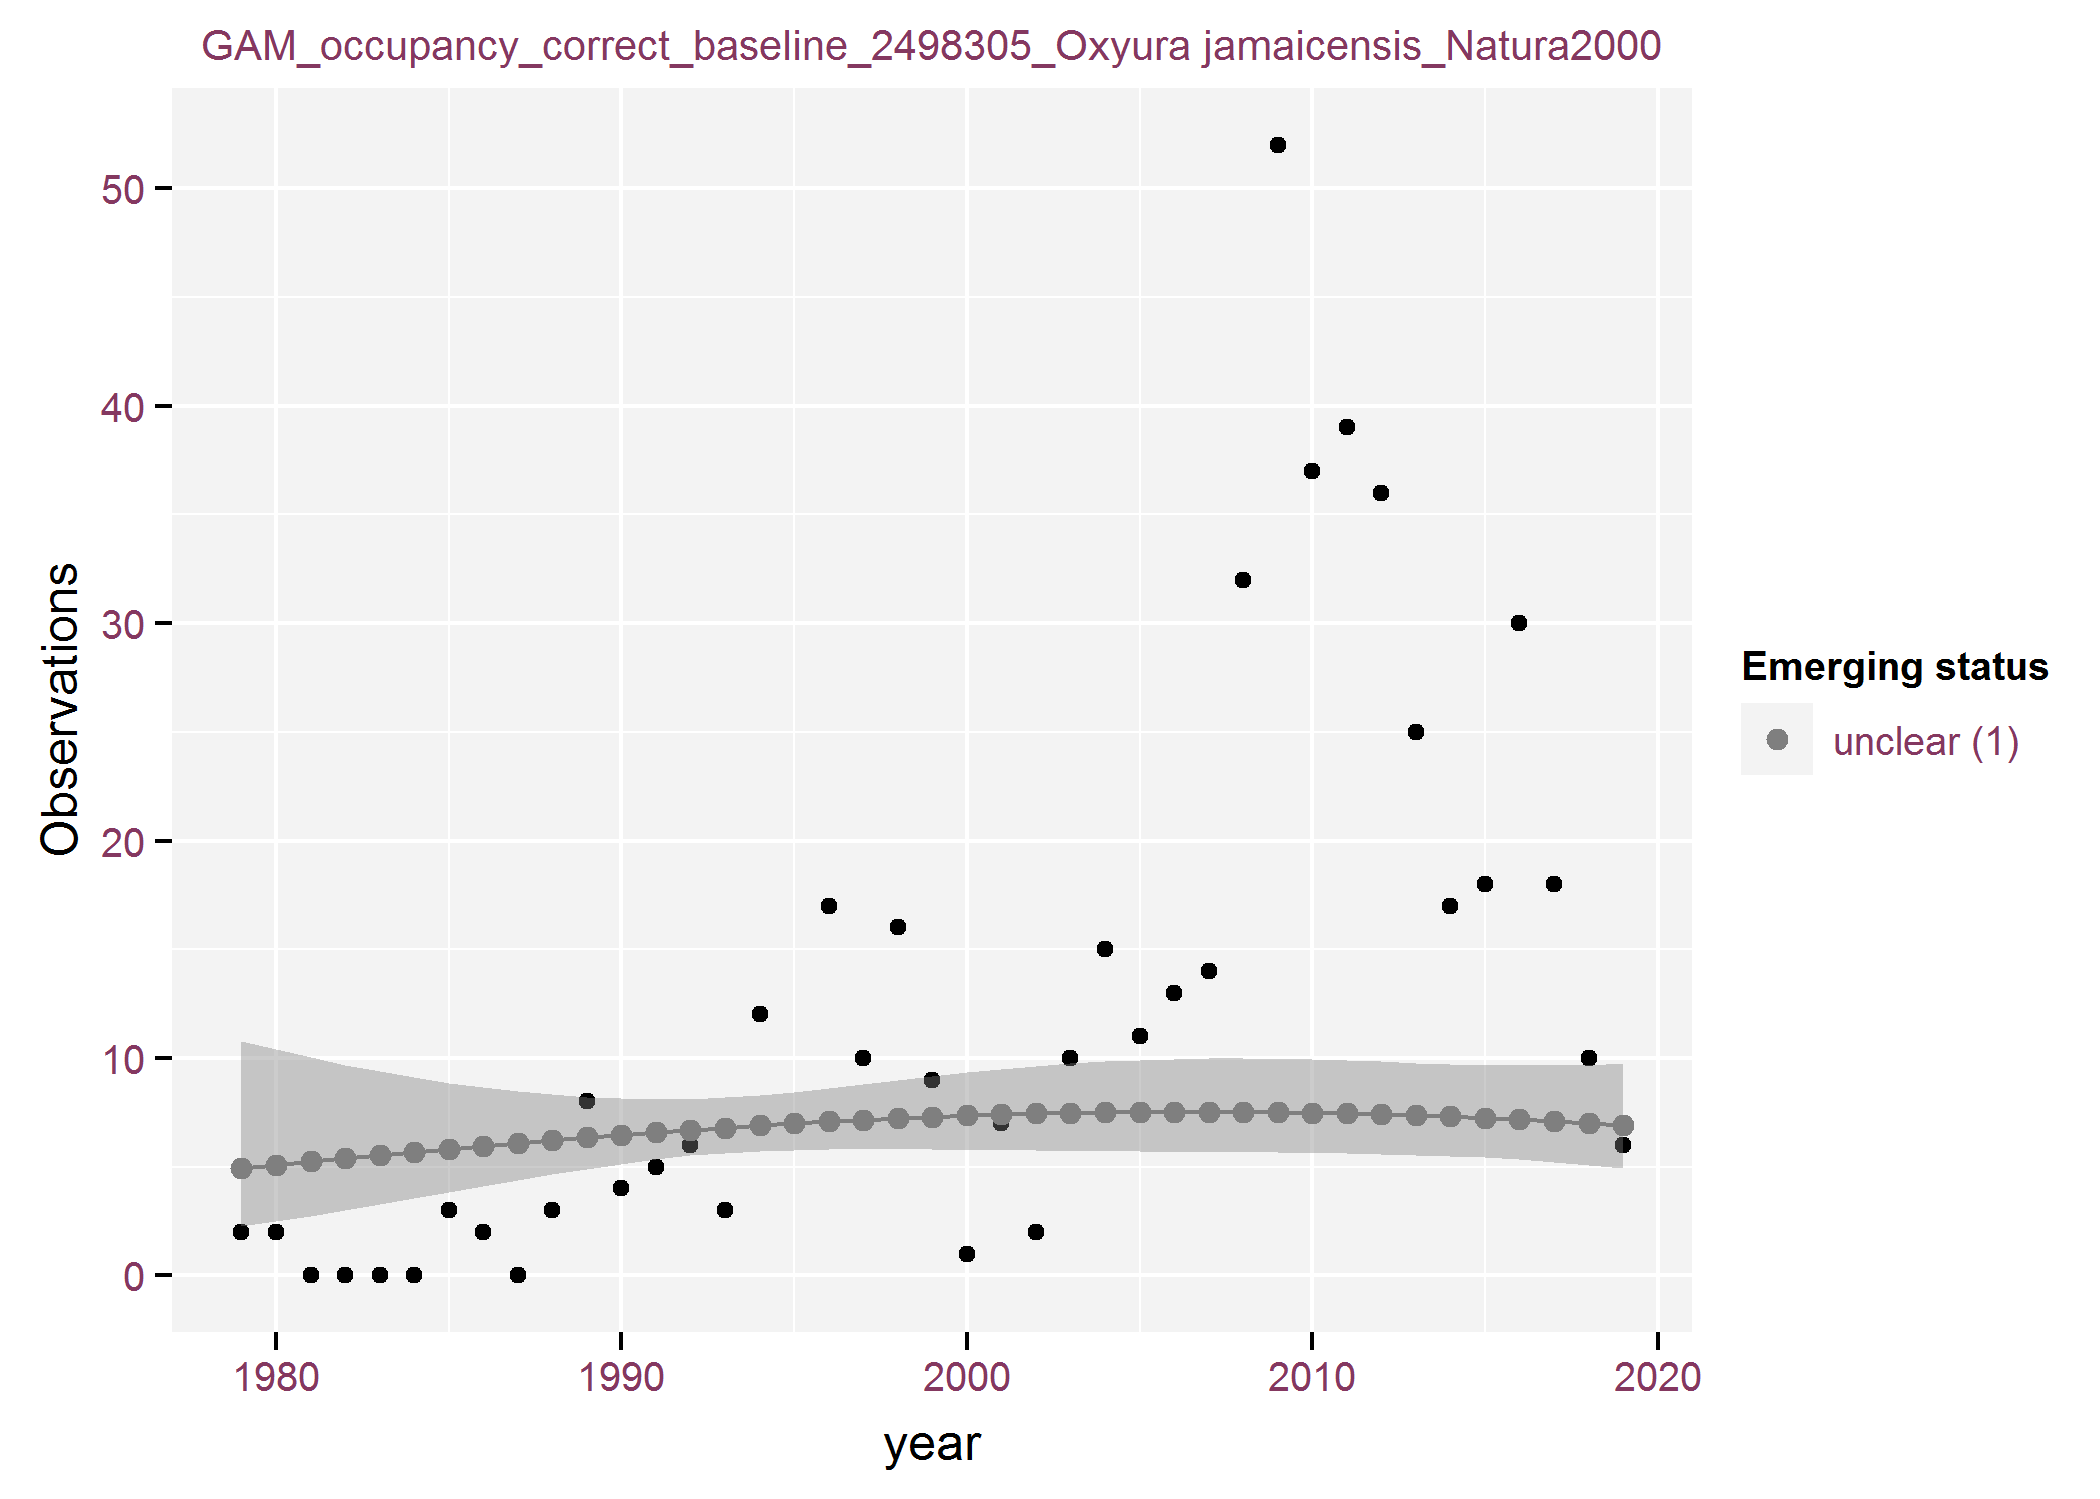 GAM_occupancy_correct_baseline_2498305_Oxyura jamaicensis_Natura2000
50
40
30
20
10
0
Observations
1980 1990 2000 2010 2020
year
Emerging status
unclear (1)